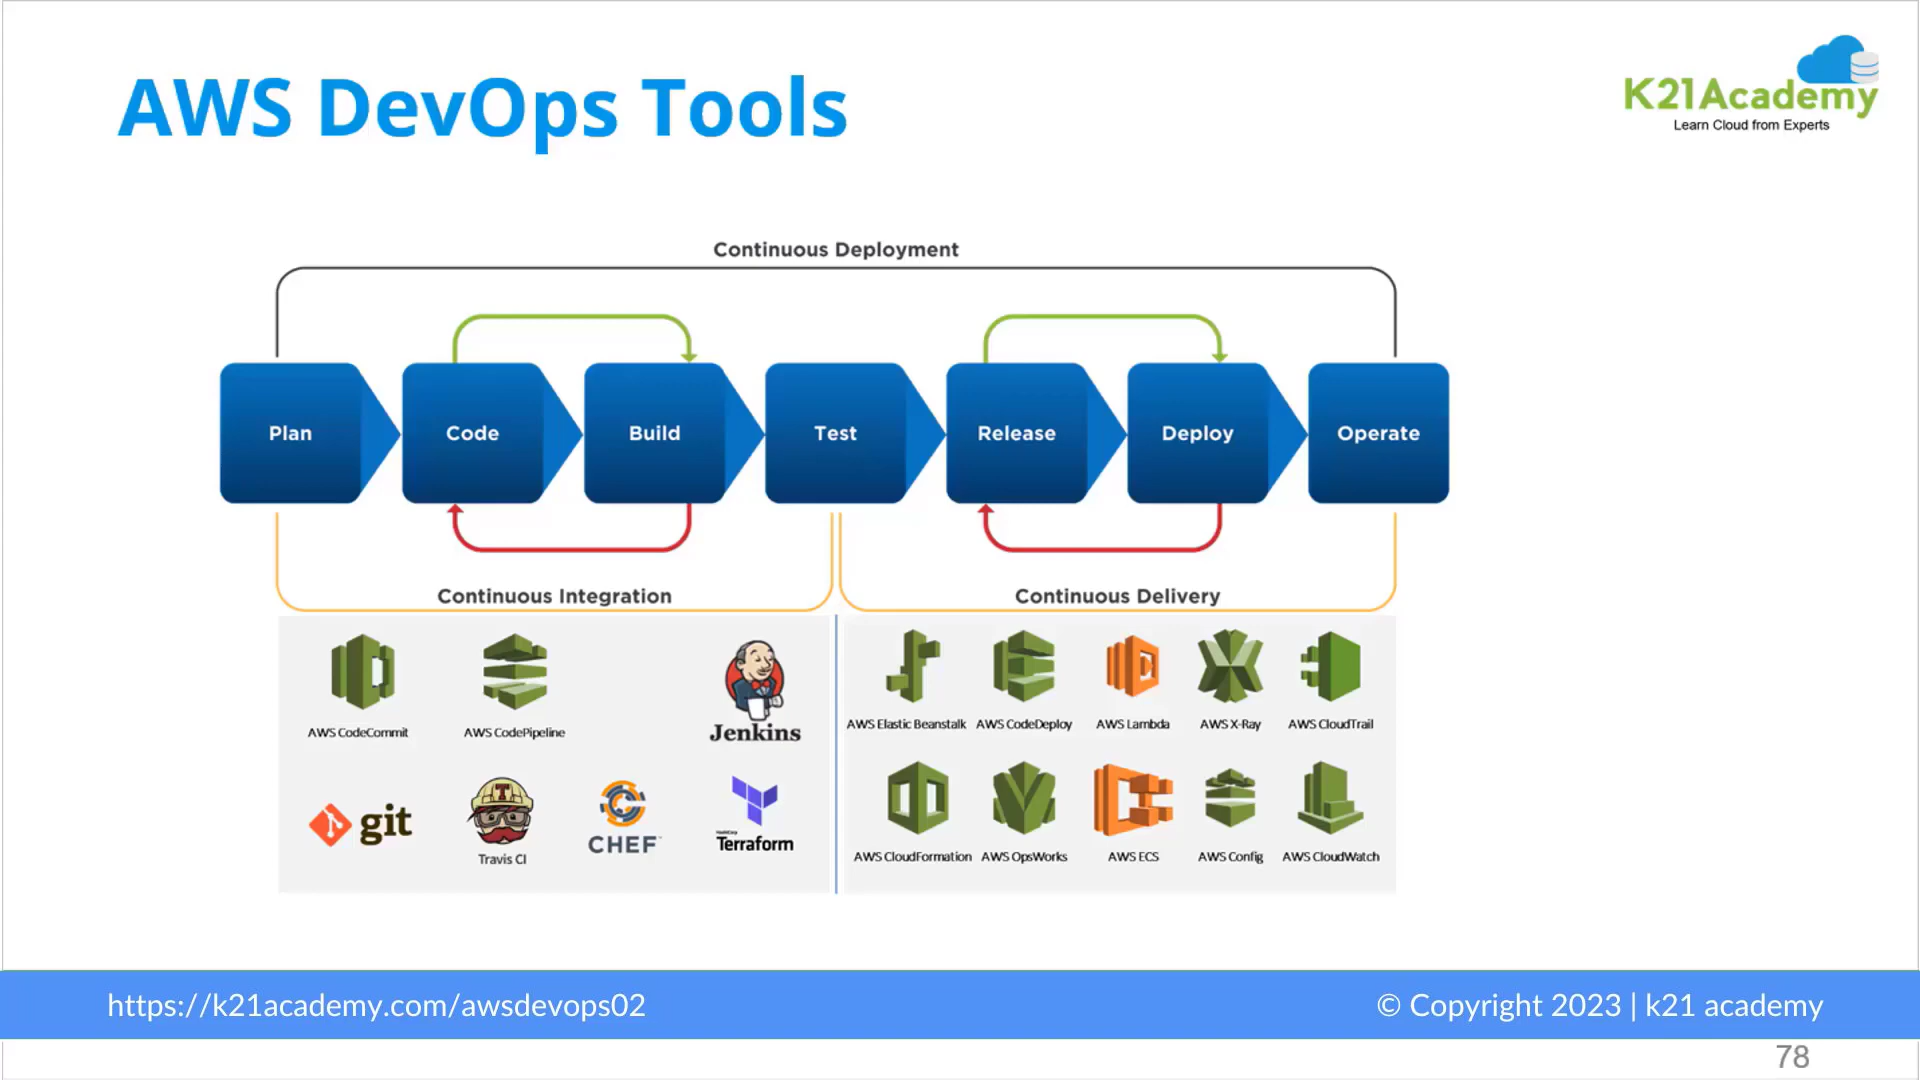 AWS DevOps Tools
K21Academy
Learn Cloud from Experts
Continuous Deployment
Plan
Code
Build
Test
Release
Deploy
Operate
Continuous Integration
Continuous Delivery
AWS CodeCommit
AWS CodePipeline
Jenkins
git
T
Travis CI
CHEF™
HashiCorp
Terraform
AWS Elastic Beanstalk
AWS CodeDeploy
AWS Lambda
AWS X-Ray
AWS CloudTrail
AWS CloudFormation
AWS OpsWorks
AWS ECS
AWS Config
AWS CloudWatch
https://k21academy.com/awsdevops02
© Copyright 2023 | k21 academy
78